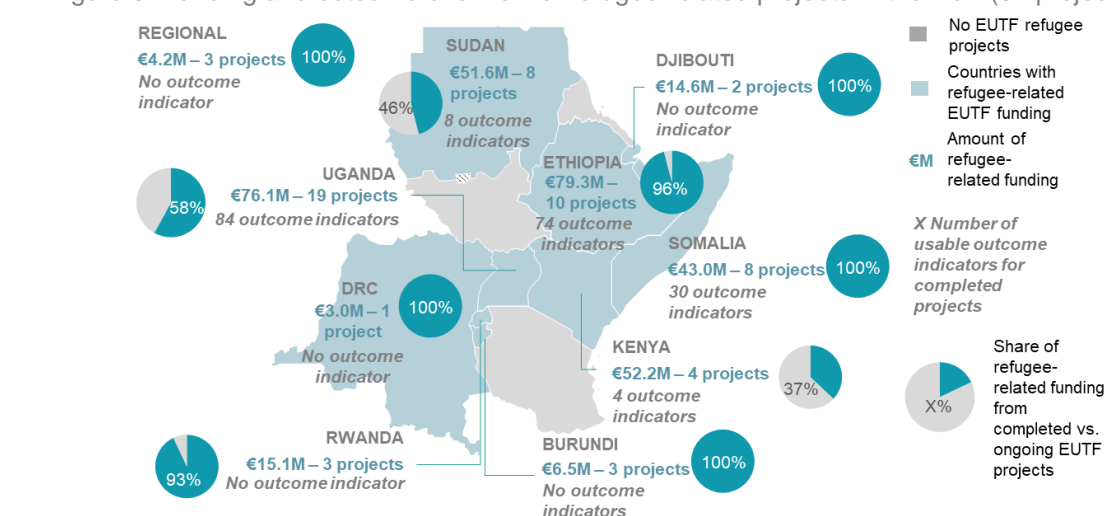 REGIONAL
€4.2M – 3 projects
No outcome
indicator
100%
SUDAN
€51.6M – 8
projects
8 outcome
indicators
46%
DJIBOUTI
€14.6M – 2 projects
No outcome
indicator
100%
UGANDA
€76.1M – 19 projects
84 outcome indicators
58%
ETHIOPIA
€79.3M –
10 projects
74 outcome
indicators
96%
SOMALIA
€43.0M – 8 projects
30 outcome
indicators
100%
DRC
€3.0M – 1
project
No outcome
indicator
100%
KENYA
€52.2M – 4 projects
4 outcome
indicators
37%
RWANDA
€15.1M – 3 projects
No outcome indicator
93%
BURUNDI
€6.5M – 3 projects
No outcome
indicators
100%
No EUTF refugee
projects
Countries with
refugee-related
EUTF funding
€M
Amount of
refugee-
related funding
X Number of
usable outcome
indicators for
completed
projects
X%
Share of
refugee-
related funding
from
completed vs.
ongoing EUTF
projects